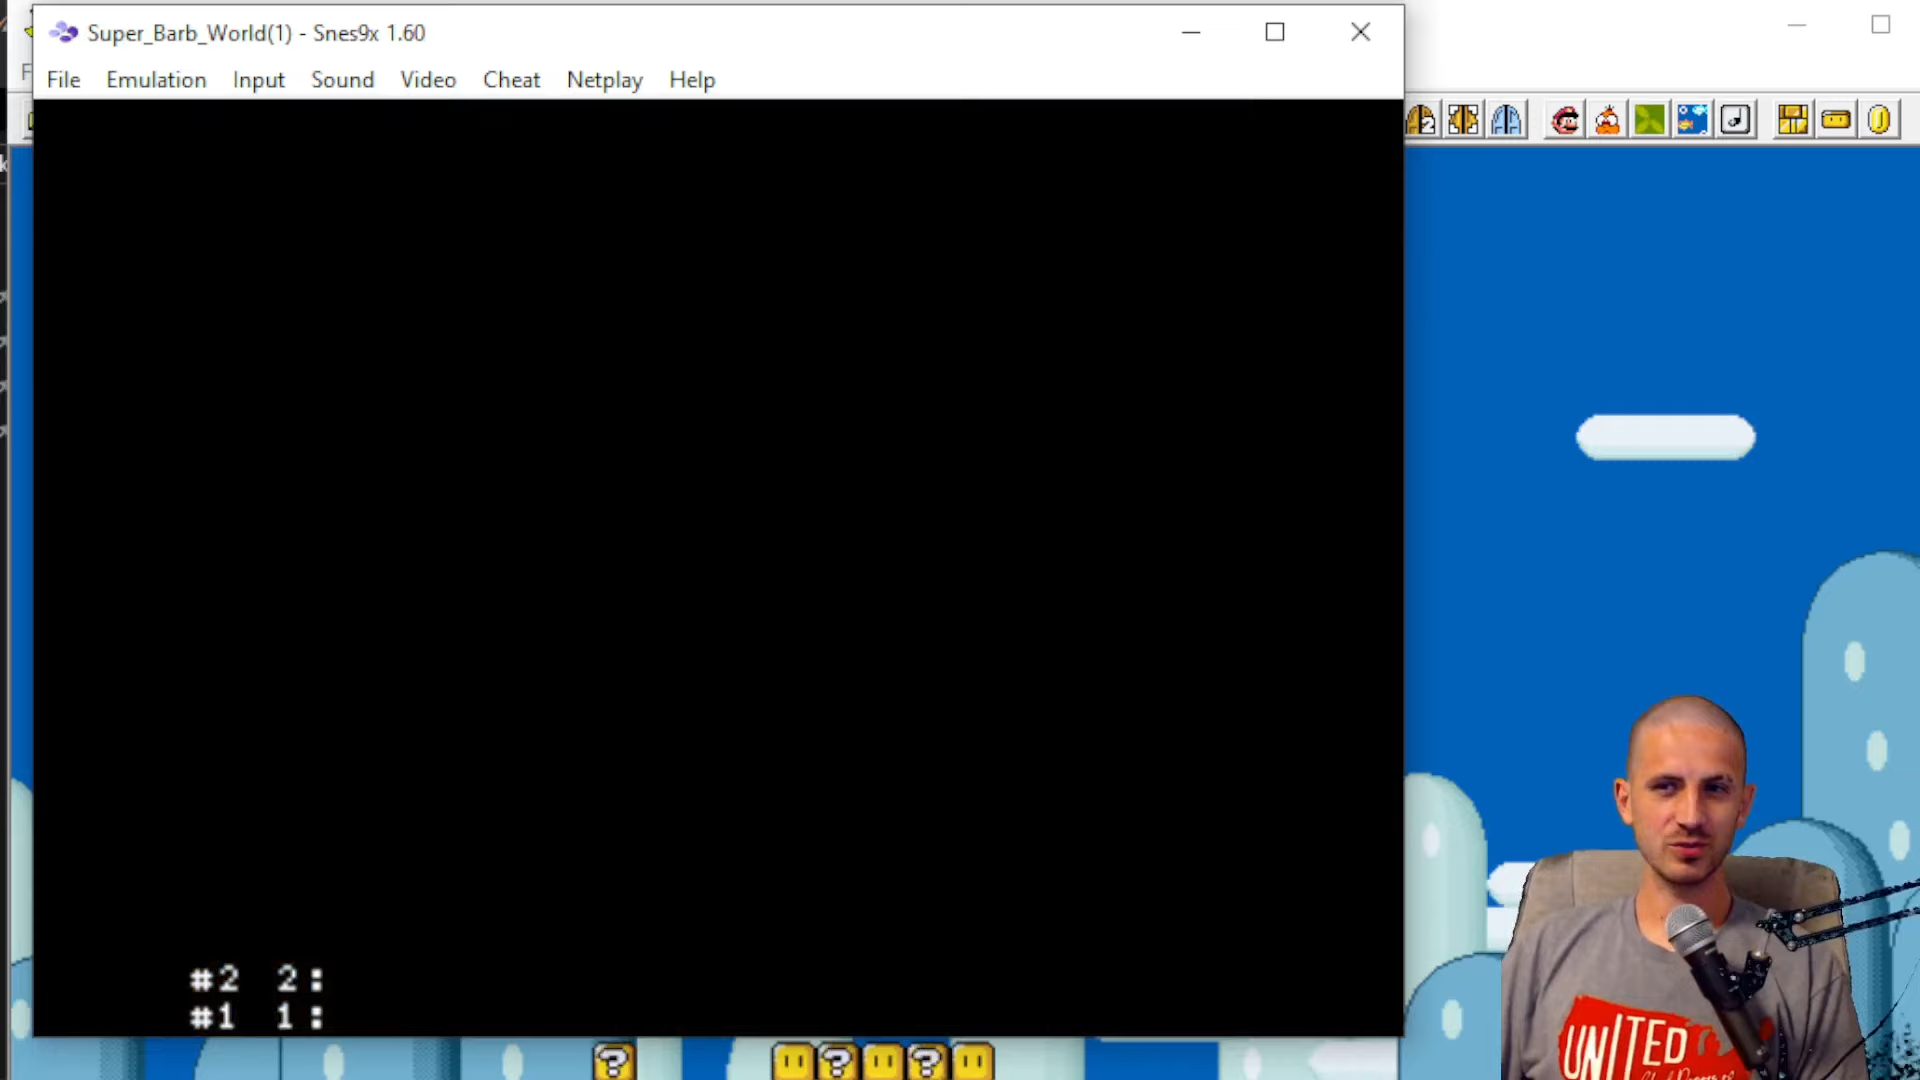 Super_Barb_World(1) - Snes9x 1.60
File Emulation Input Sound Video Cheat Netplay Help
#2 2:
#1 1:
UNITED